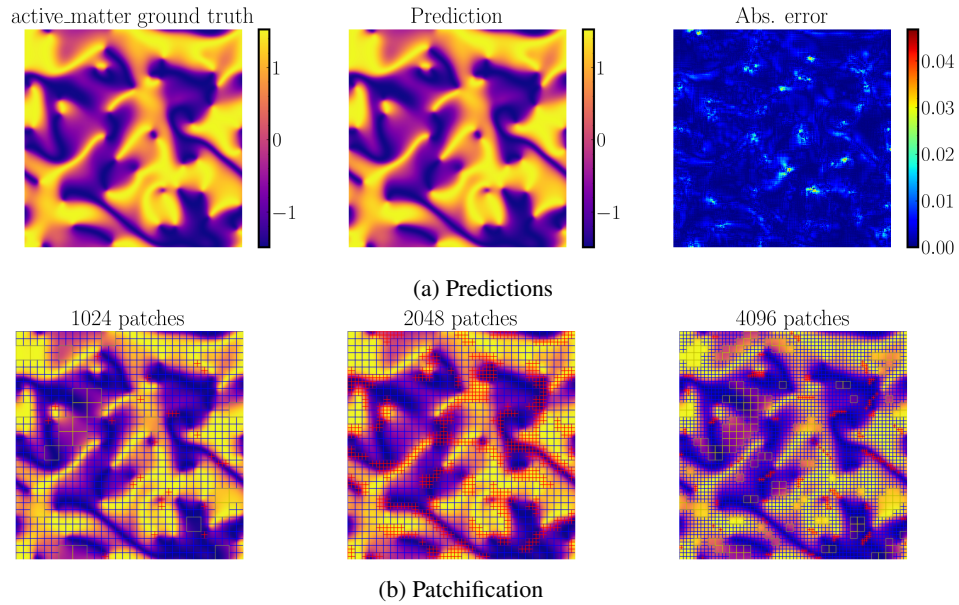 active_matter ground truth
Prediction
Abs. error
1
0
−1
1
0
−1
0.04
0.03
0.02
0.01
0.00
(a) Predictions
1024 patches
2048 patches
4096 patches
(b) Patchification